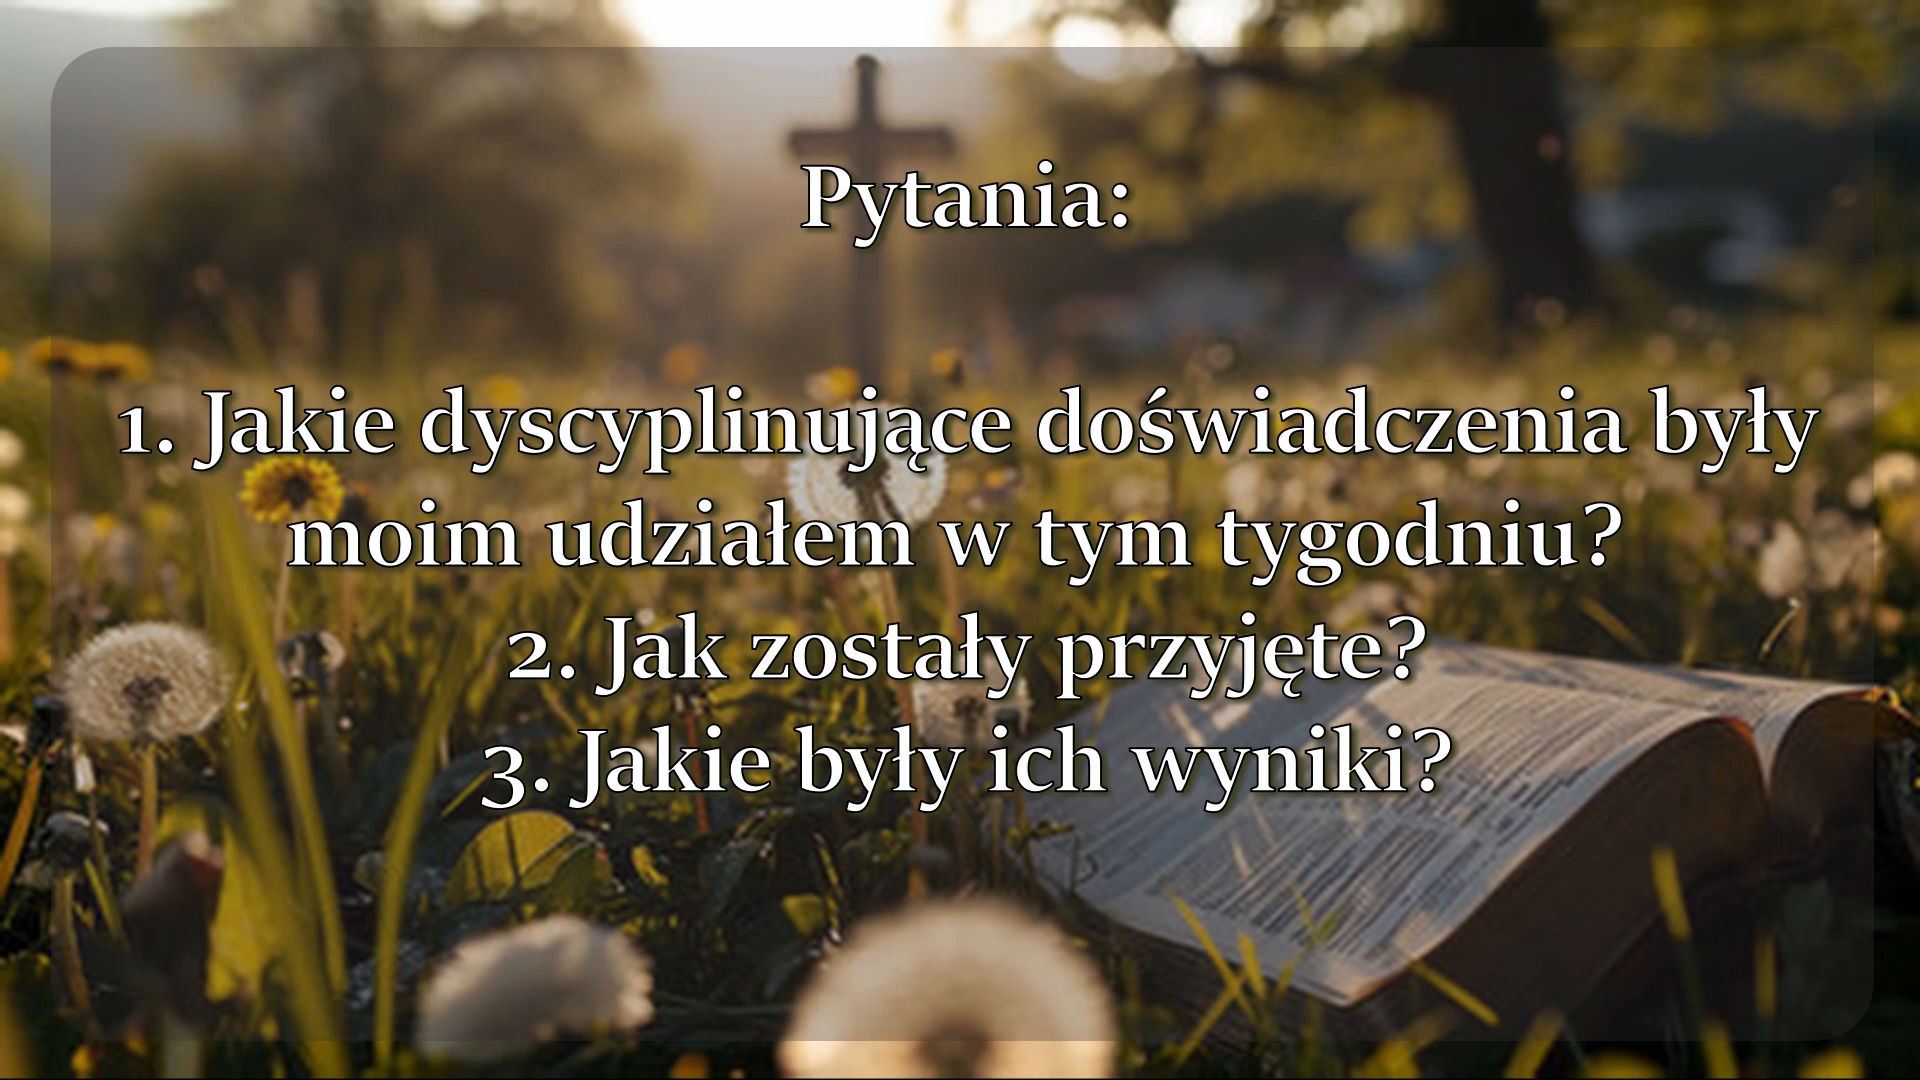 Pytania:
1. Jakie dyscyplinujące doświadczenia były
moim udziałem w tym tygodniu?
2. Jak zostały przyjęte?
3. Jakie były ich wyniki?